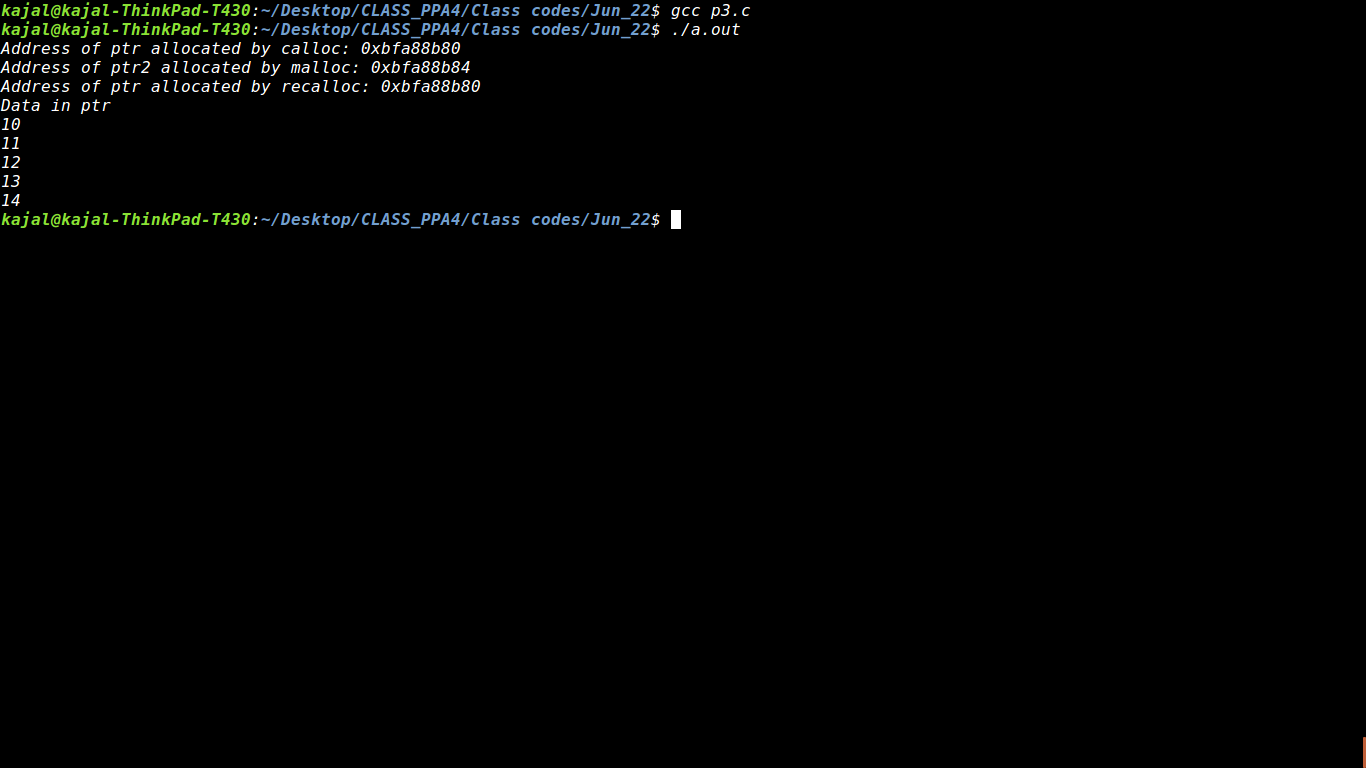 kajal@kajal-ThinkPad-T430:~/Desktop/CLASS_PPA4/Class codes/Jun_22$ gcc p3.c
kajal@kajal-ThinkPad-T430:~/Desktop/CLASS_PPA4/Class codes/Jun_22$ ./a.out
Address of ptr allocated by calloc: 0xbfa88b80
Address of ptr2 allocated by malloc: 0xbfa88b84
Address of ptr allocated by recalloc: 0xbfa88b80
Data in ptr
10
11
12
13
14
kajal@kajal-ThinkPad-T430:~/Desktop/CLASS_PPA4/Class codes/Jun_22$